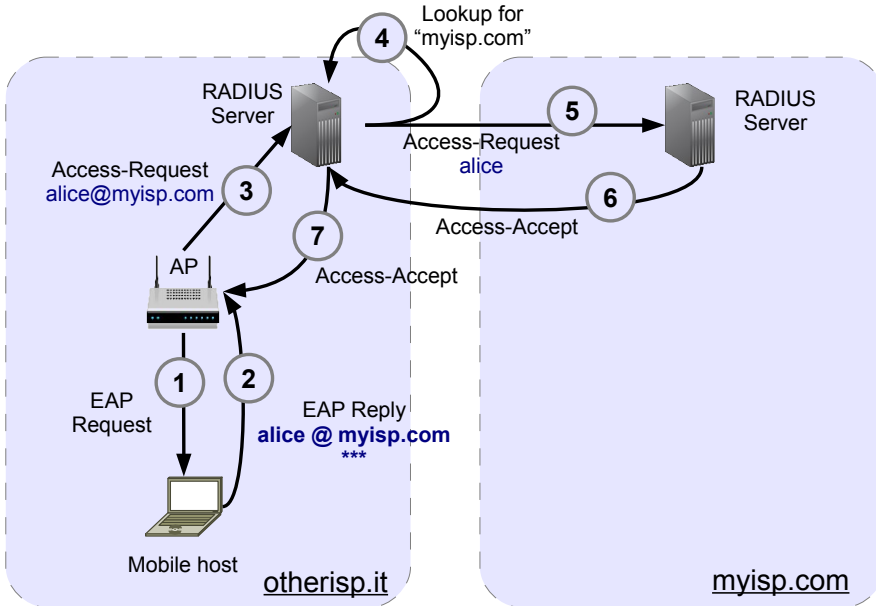 Lookup for
“myisp.com”
4
RADIUS
Server
5
RADIUS
Server
Access-Request
alice
Access-Request
alice@myisp.com
3
6
Access-Accept
7
Access-Accept
AP
1
2
EAP
Request
EAP Reply
alice @ myisp.com
***
Mobile host
otherisp.it
myisp.com